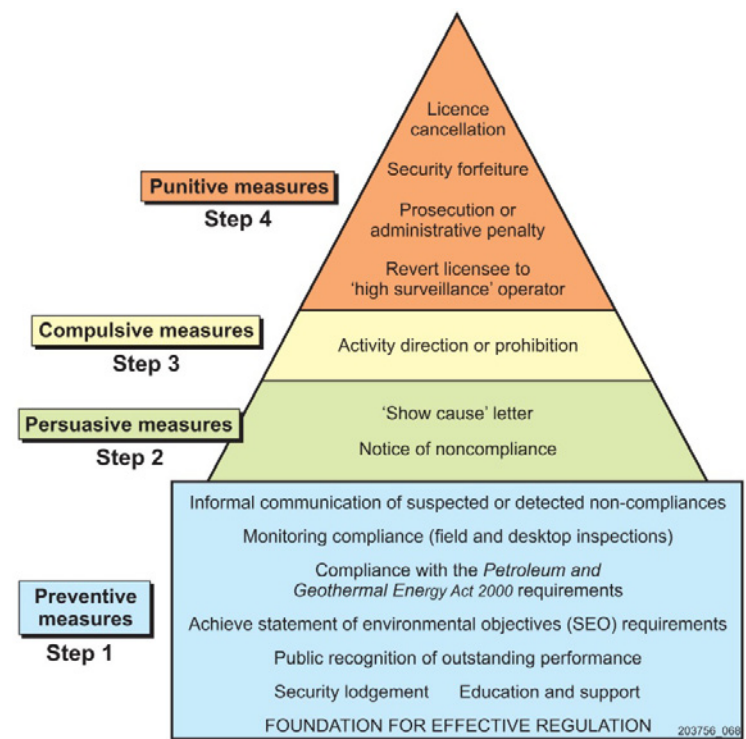 Licence
cancellation
Security forfeiture
Punitive measures
Step 4
Prosecution or
administrative penalty
Revert licensee to
‘high surveillance’ operator
Compulsive measures
Step 3
Activity direction or prohibition
Persuasive measures
Step 2
‘Show cause’ letter
Notice of noncompliance
Preventive
measures
Step 1
Informal communication of suspected or detected non-compliances
Monitoring compliance (field and desktop inspections)
Compliance with the Petroleum and
Geothermal Energy Act 2000 requirements
Achieve statement of environmental objectives (SEO) requirements
Public recognition of outstanding performance
Security lodgement Education and support
FOUNDATION FOR EFFECTIVE REGULATION
203756_068